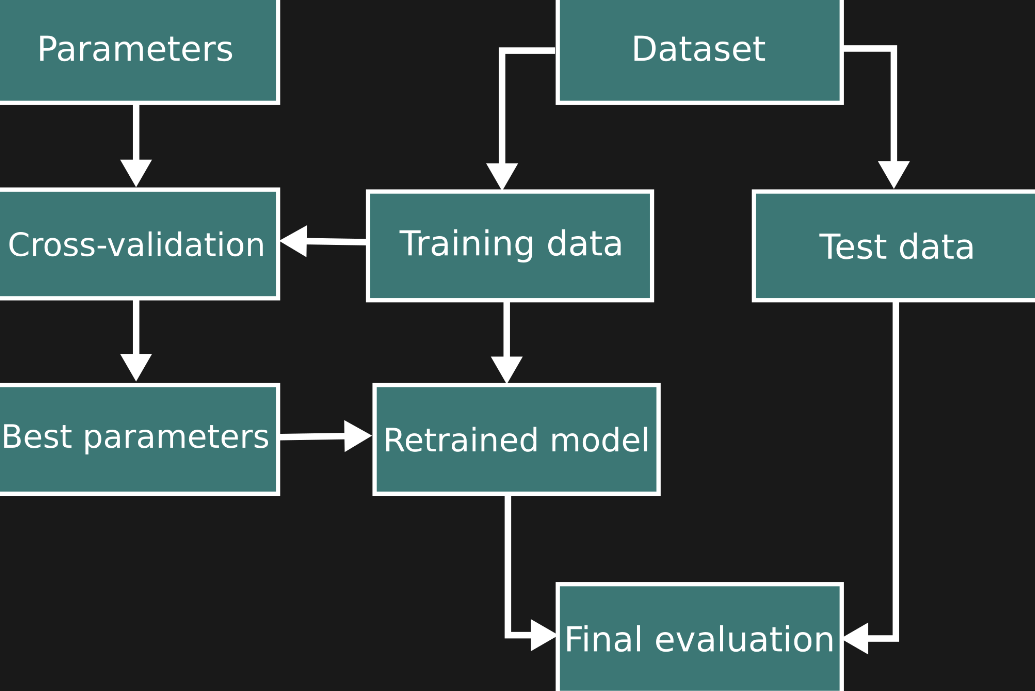 Parameters
Dataset
Cross-validation
Training data
Test data
Best parameters
Retrained model
Final evaluation